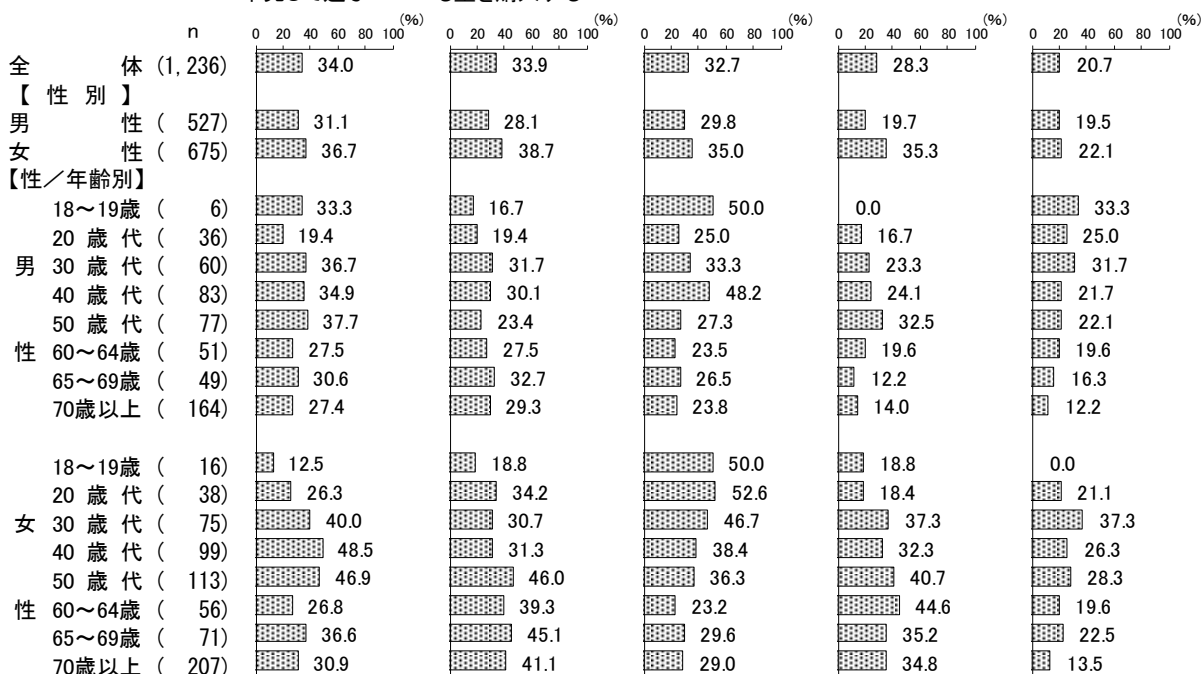 (%) (%) (%) (%) (%)
n 0 20 40 60 80 100 0 20 40 60 80 100 0 20 40 60 80 100 0 20 40 60 80 100 0 20 40 60 80 100
全体 (1,236) 34.0 33.9 32.7 28.3 20.7
【性別】
男性 ( 527) 31.1 28.1 29.8 19.7 19.5
女性 ( 675) 36.7 38.7 35.0 35.3 22.1
【性／年齢別】
18～19歳 ( 6) 33.3 16.7 50.0 0.0 33.3
20歳代 ( 36) 19.4 19.4 25.0 16.7 25.0
男 30歳代 ( 60) 36.7 31.7 33.3 23.3 31.7
40歳代 ( 83) 34.9 30.1 48.2 24.1 21.7
50歳代 ( 77) 37.7 23.4 27.3 32.5 22.1
性 60～64歳 ( 51) 27.5 27.5 23.5 19.6 19.6
65～69歳 ( 49) 30.6 32.7 26.5 12.2 16.3
70歳以上 ( 164) 27.4 29.3 23.8 14.0 12.2
18～19歳 ( 16) 12.5 18.8 50.0 18.8 0.0
20歳代 ( 38) 26.3 34.2 52.6 18.4 21.1
女 30歳代 ( 75) 40.0 30.7 46.7 37.3 37.3
40歳代 ( 99) 48.5 31.3 38.4 32.3 26.3
50歳代 ( 113) 46.9 46.0 36.3 40.7 28.3
性 60～64歳 ( 56) 26.8 39.3 23.2 44.6 19.6
65～69歳 ( 71) 36.6 45.1 29.6 35.2 22.5
70歳以上 ( 207) 30.9 41.1 29.0 34.8 13.5